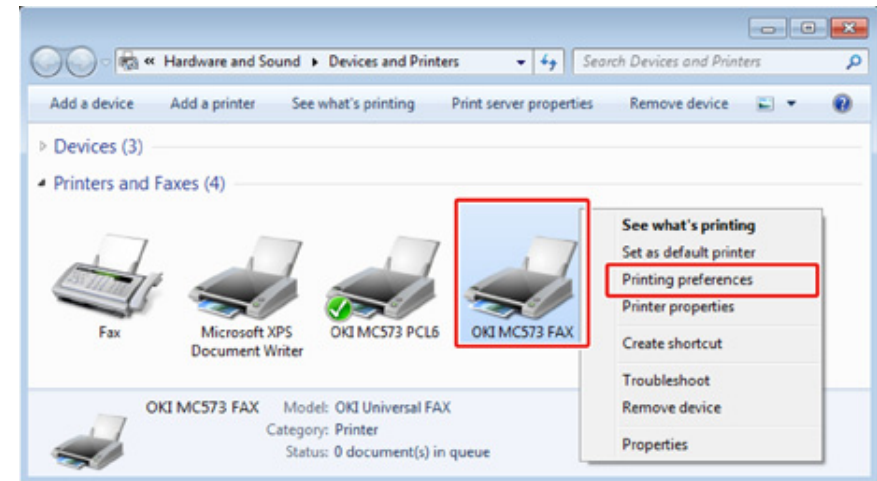 « Hardware and Sound ▸ Devices and Printers
Search Devices and Printers
Add a device Add a printer See what's printing Print server properties Remove device
Devices (3)
Printers and Faxes (4)
Fax
Microsoft XPS
Document Writer
OKI MC573 PCL6
OKI MC573 FAX
See what's printing
Set as default printer
Printing preferences
Printer properties
Create shortcut
Troubleshoot
Remove device
Properties
OKI MC573 FAX Model: OKI Universal FAX
Category: Printer
Status: 0 document(s) in queue